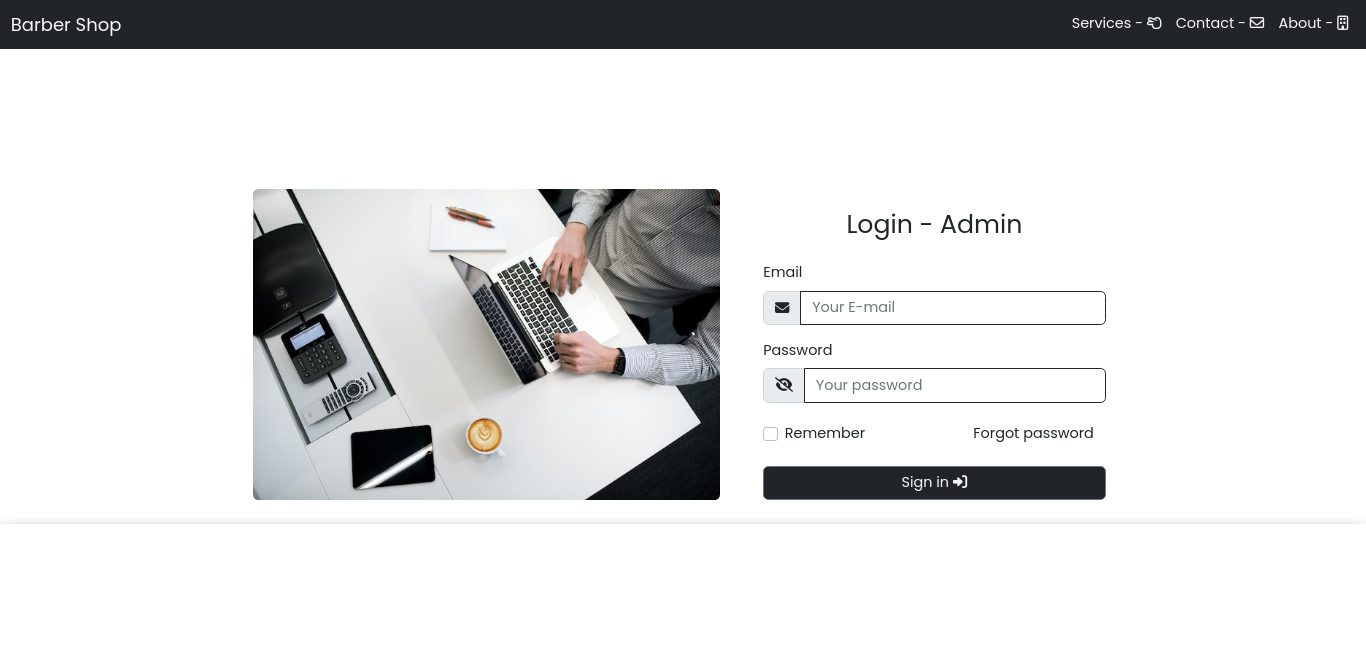 Barber Shop
Services -
Contact -
About -
Login - Admin
Email
Your E-mail
Password
Your password
Remember
Forgot password
Sign in